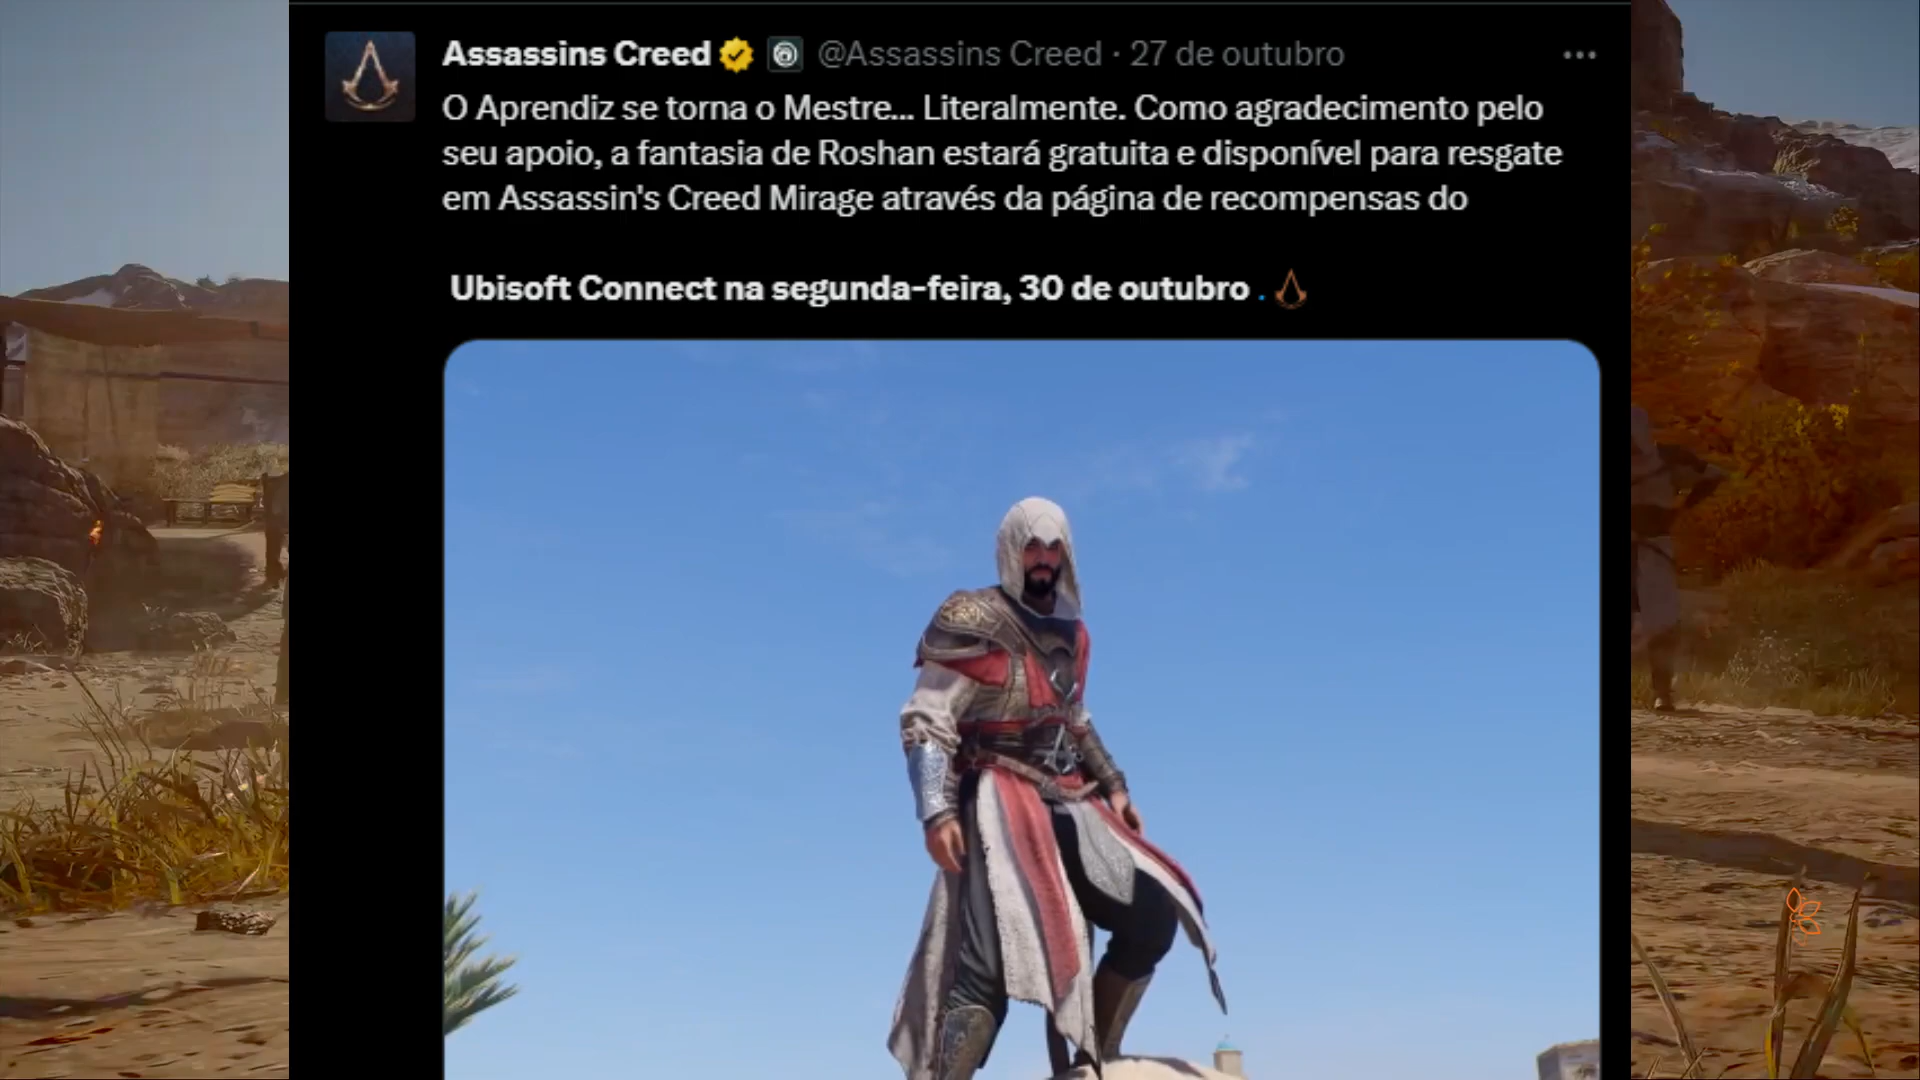 Assassins Creed @Assassins Creed · 27 de outubro
O Aprendiz se torna o Mestre... Literalmente. Como agradecimento pelo
seu apoio, a fantasia de Roshan estará gratuita e disponível para resgate
em Assassin's Creed Mirage através da página de recompensas do
Ubisoft Connect na segunda-feira, 30 de outubro .